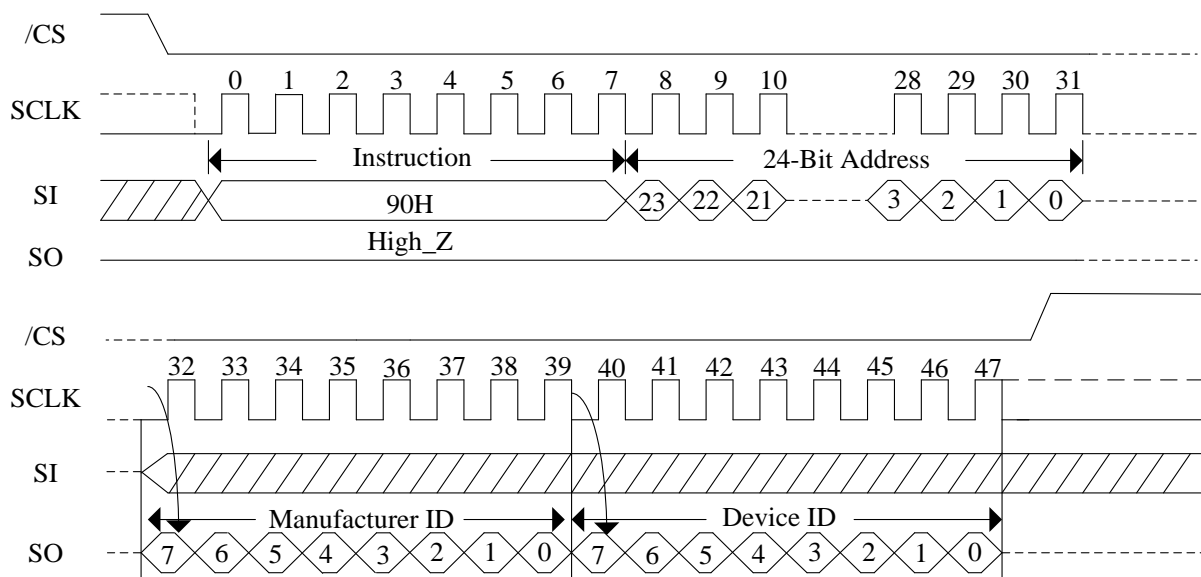 /CS
0 1 2 3 4 5 6 7 8 9 10 28 29 30 31
SCLK
Instruction 24-Bit Address
SI 90H 23 22 21 3 2 1 0
High_Z
SO
/CS
32 33 34 35 36 37 38 39 40 41 42 43 44 45 46 47
SCLK
SI
Manufacturer ID Device ID
SO 7 6 5 4 3 2 1 0 7 6 5 4 3 2 1 0